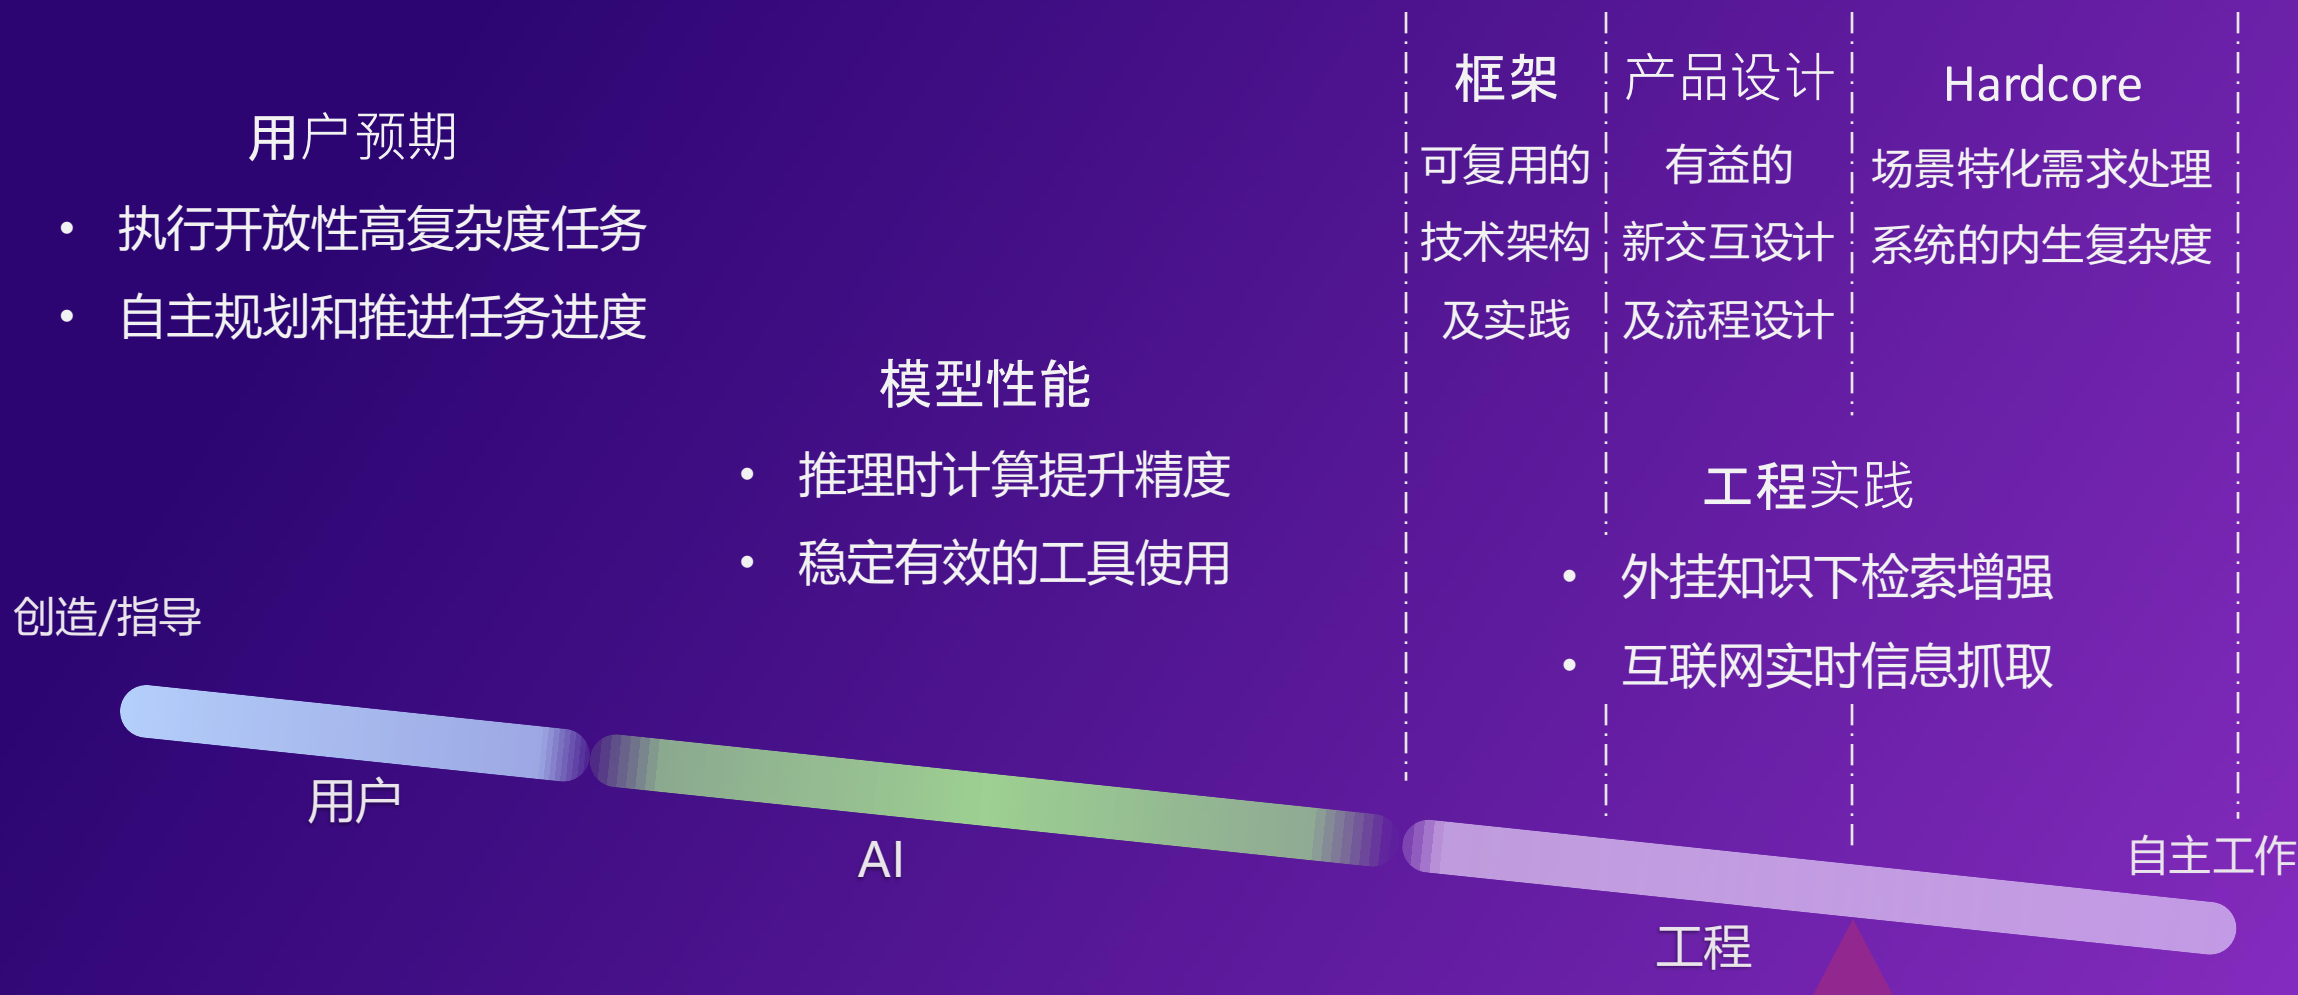 用户预期
• 执行开放性高复杂度任务
• 自主规划和推进任务进度
模型性能
• 推理时计算提升精度
• 稳定有效的工具使用
框架
可复用的
技术架构
及实践
产品设计
有益的
新交互设计
及流程设计
Hardcore
场景特化需求处理
系统的内生复杂度
工程实践
• 外挂知识下检索增强
• 互联网实时信息抓取
创造/指导
用户
AI
工程
自主工作